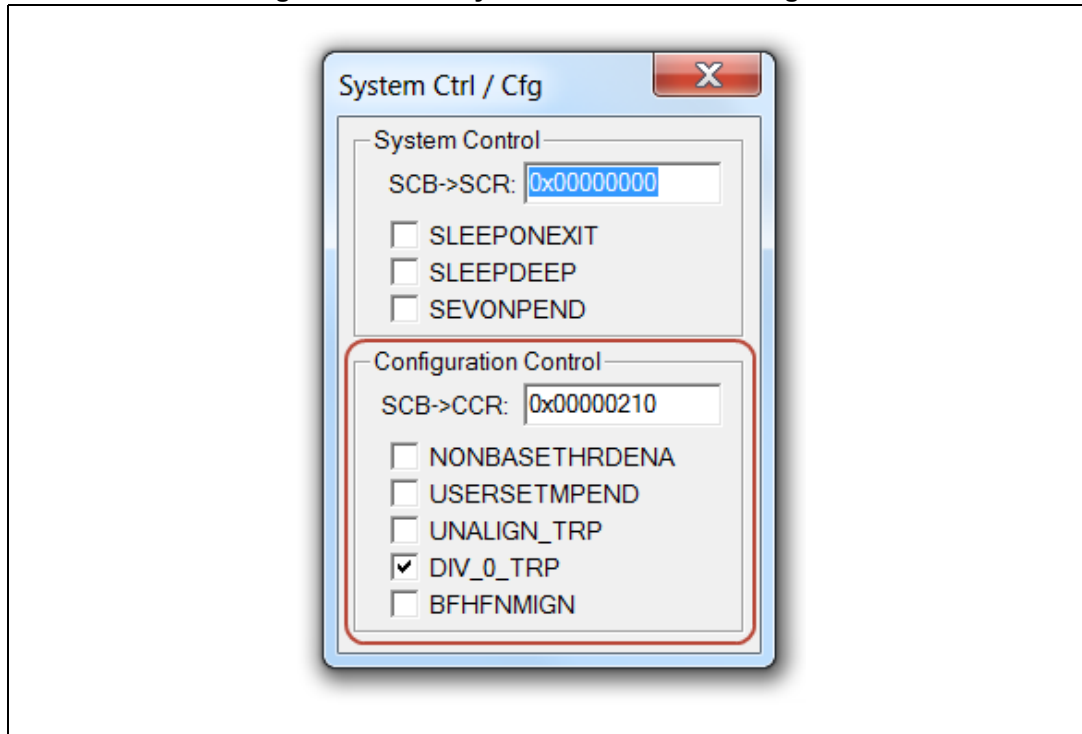 System Ctrl / Cfg
System Control
SCB->SCR: 0x00000000
SLEEPONEXIT
SLEEPDEEP
SEVONPEND
Configuration Control
SCB->CCR: 0x00000210
NONBASETHRDENA
USERSETMPEND
UNALIGN_TRP
DIV_0_TRP
BFHFNMIGN